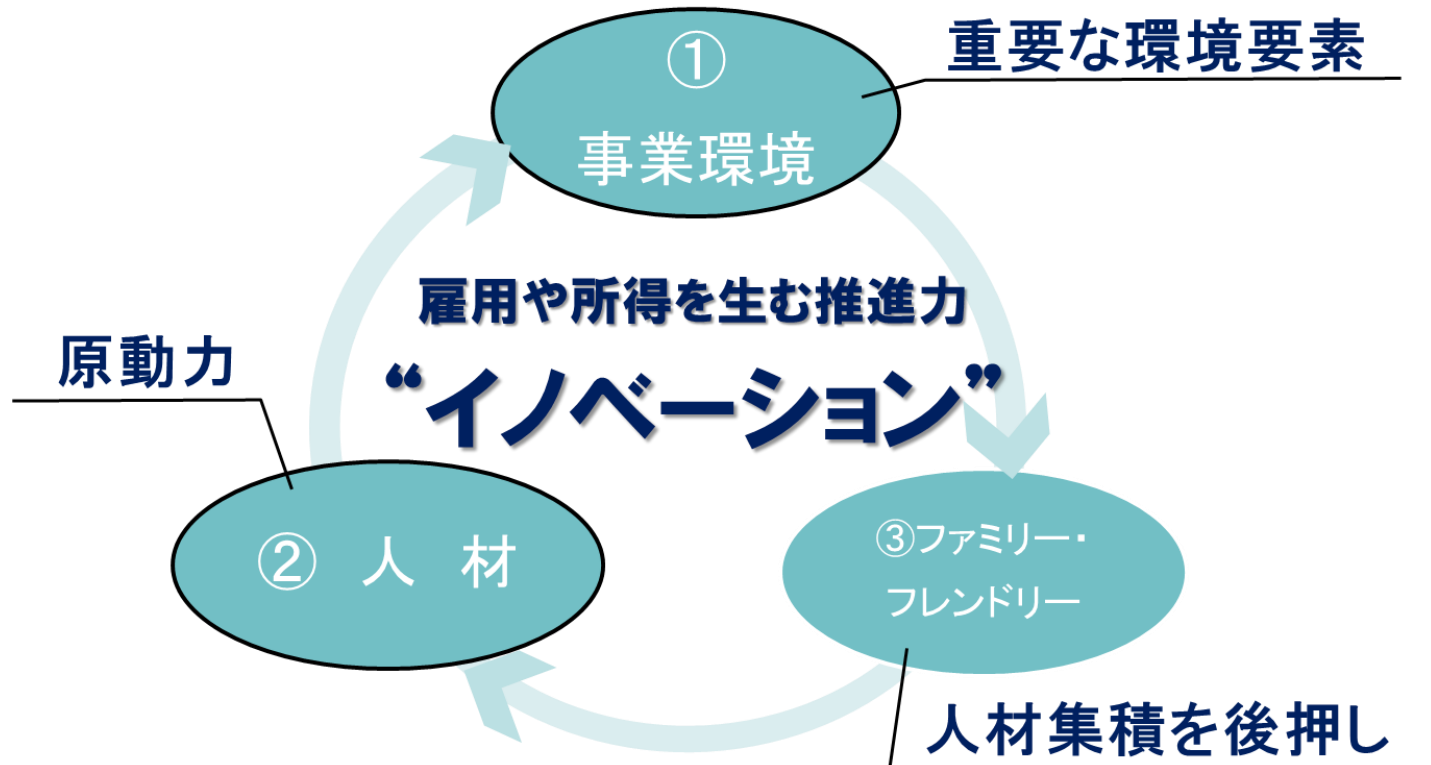 ①
事業環境
重要な環境要素
雇用や所得を生む推進力
“イノベーション”
原動力
② 人 材
③ファミリー・
フレンドリー
人材集積を後押し